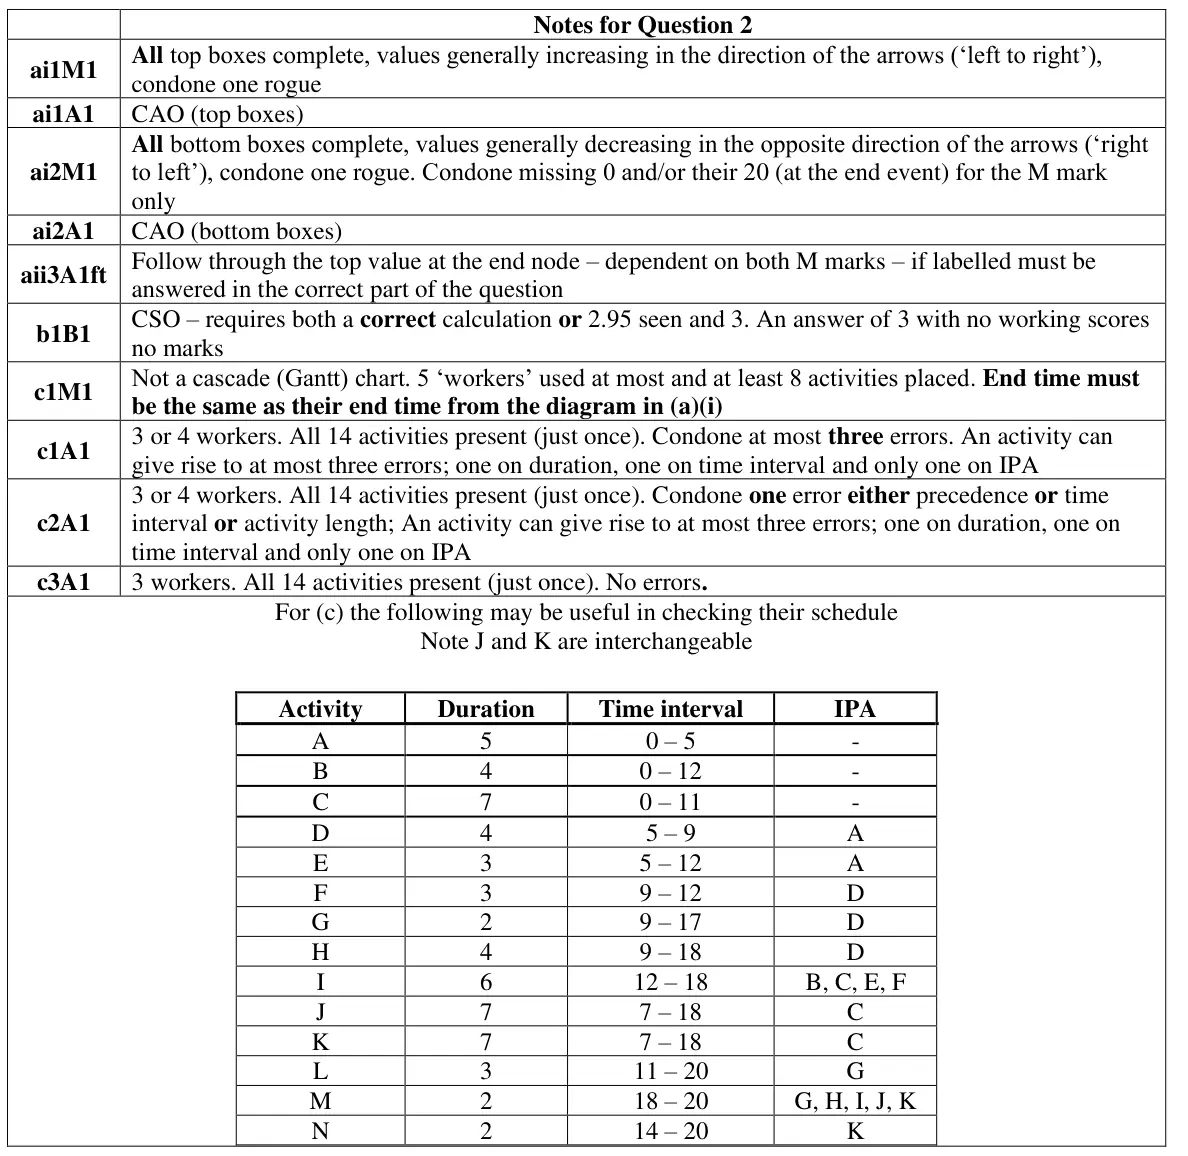 Notes for Question 2
ai1M1 All top boxes complete, values generally increasing in the direction of the arrows (‘left to right’),
condone one rogue
ai1A1 CAO (top boxes)
ai2M1 All bottom boxes complete, values generally decreasing in the opposite direction of the arrows (‘right
to left’), condone one rogue. Condone missing 0 and/or their 20 (at the end event) for the M mark
only
ai2A1 CAO (bottom boxes)
aii3A1ft Follow through the top value at the end node – dependent on both M marks – if labelled must be
answered in the correct part of the question
b1B1 CSO – requires both a correct calculation or 2.95 seen and 3. An answer of 3 with no working scores
no marks
c1M1 Not a cascade (Gantt) chart. 5 ‘workers’ used at most and at least 8 activities placed. End time must
be the same as their end time from the diagram in (a)(i)
c1A1 3 or 4 workers. All 14 activities present (just once). Condone at most three errors. An activity can
give rise to at most three errors; one on duration, one on time interval and only one on IPA
c2A1 3 or 4 workers. All 14 activities present (just once). Condone one error either precedence or time
interval or activity length; An activity can give rise to at most three errors; one on duration, one on
time interval and only one on IPA
c3A1 3 workers. All 14 activities present (just once). No errors.
For (c) the following may be useful in checking their schedule
Note J and K are interchangeable
Activity Duration Time interval IPA
A 5 0 – 5 -
B 4 0 – 12 -
C 7 0 – 11 -
D 4 5 – 9 A
E 3 5 – 12 A
F 3 9 – 12 D
G 2 9 – 17 D
H 4 9 – 18 D
I 6 12 – 18 B, C, E, F
J 7 7 – 18 C
K 7 7 – 18 C
L 3 11 – 20 G
M 2 18 – 20 G, H, I, J, K
N 2 14 – 20 K